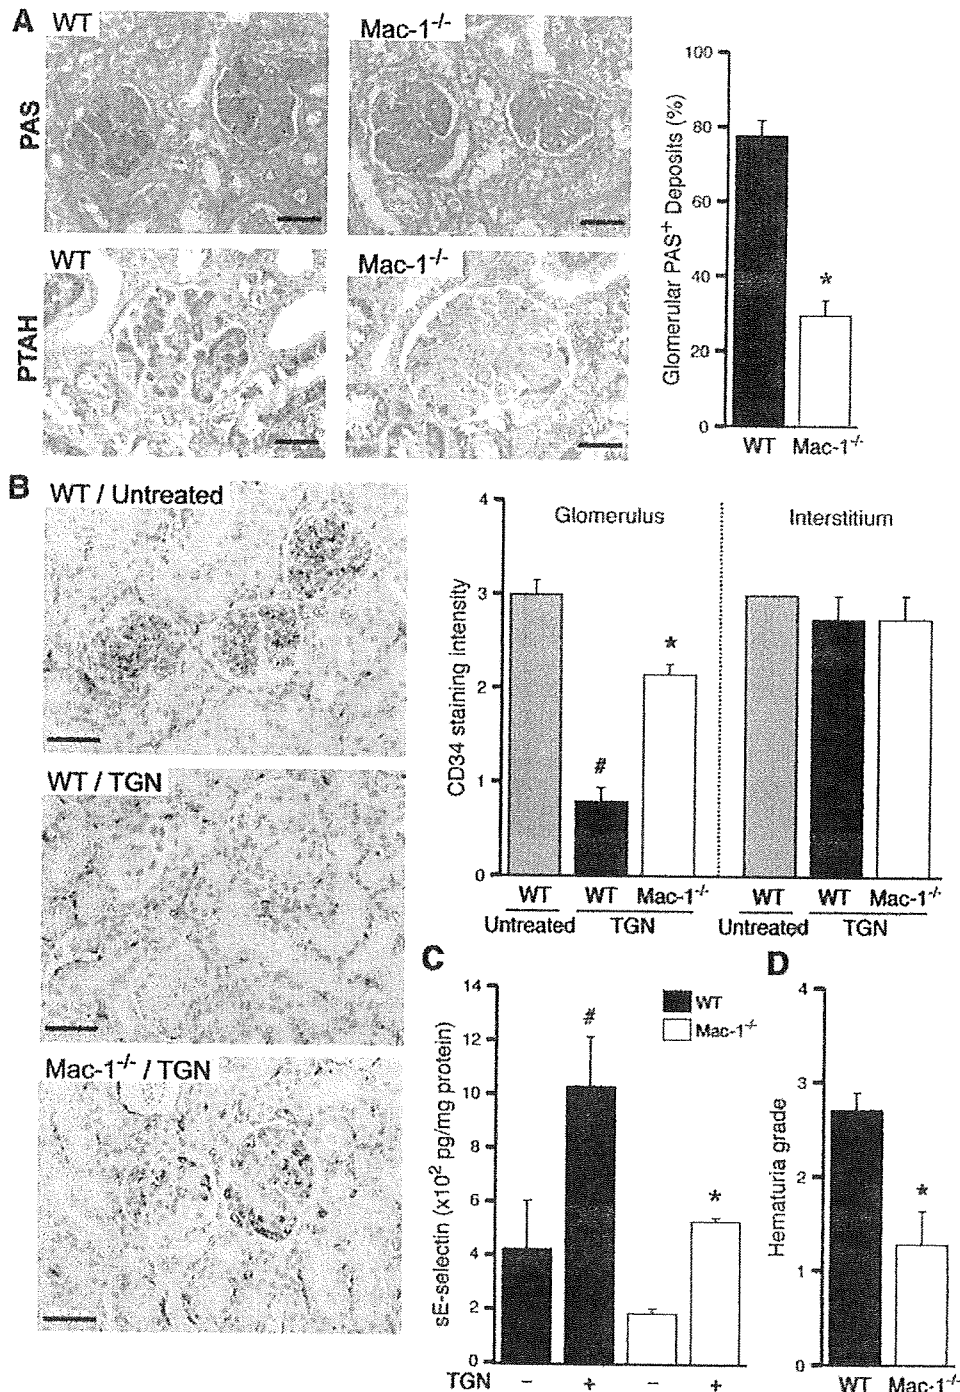 A
WT
Mac-1-/-
PAS
WT
Mac-1-/-
PTAH
Glomerular PAS+ Deposits (%)
100
80
60
40
20
0
*
WT Mac-1-/-
B
WT / Untreated
WT / TGN
Mac-1-/- / TGN
CD34 staining intensity
4
3
2
1
0
Glomerulus
Interstitium
#
*
WT WT Mac-1-/- WT WT Mac-1-/-
Untreated TGN Untreated TGN
C
sE-selectin (x10² pg/mg protein)
14
12
10
8
6
4
2
0
#
*
WT
Mac-1-/-
TGN – + – +
D
Hematuria grade
4
3
2
1
0
*
WT Mac-1-/-